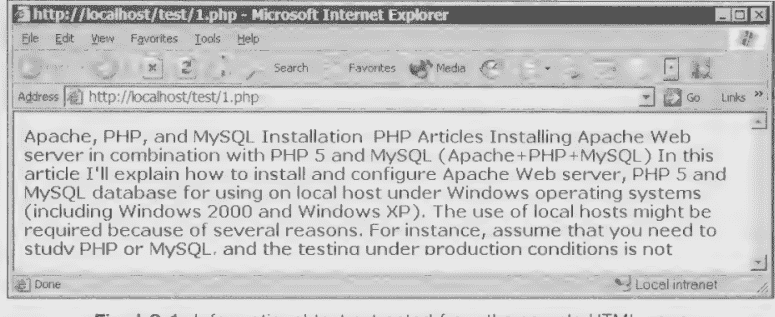 http://localhost/test/1.php - Microsoft Internet Explorer
File Edit View Favorites Tools Help
Search Favorites Media
Address http://localhost/test/1.php Go Links »
Apache, PHP, and MySQL Installation PHP Articles Installing Apache Web
server in combination with PHP 5 and MySQL (Apache+PHP+MySQL) In this
article I'll explain how to install and configure Apache Web server, PHP 5 and
MySQL database for using on local host under Windows operating systems
(including Windows 2000 and Windows XP). The use of local hosts might be
required because of several reasons. For instance, assume that you need to
study PHP or MySQL, and the testing under production conditions is not
Done Local intranet